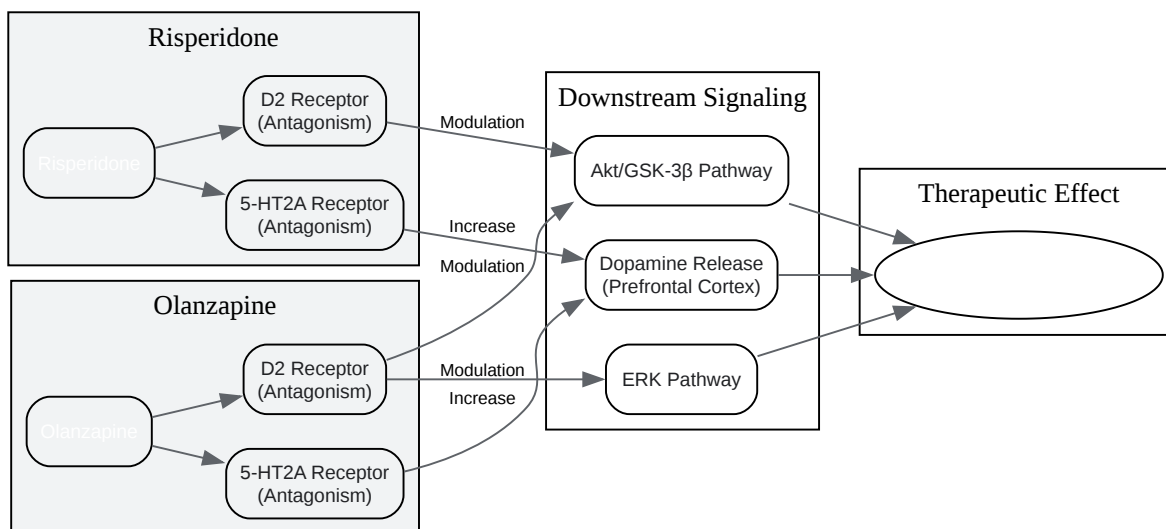 Risperidone
D2 Receptor
(Antagonism)
Risperidone
5-HT2A Receptor
(Antagonism)
Modulation
Increase
Modulation
Olanzapine
D2 Receptor
(Antagonism)
Olanzapine
5-HT2A Receptor
(Antagonism)
Modulation
Increase
Downstream Signaling
Akt/GSK-3β Pathway
Dopamine Release
(Prefrontal Cortex)
ERK Pathway
Therapeutic Effect